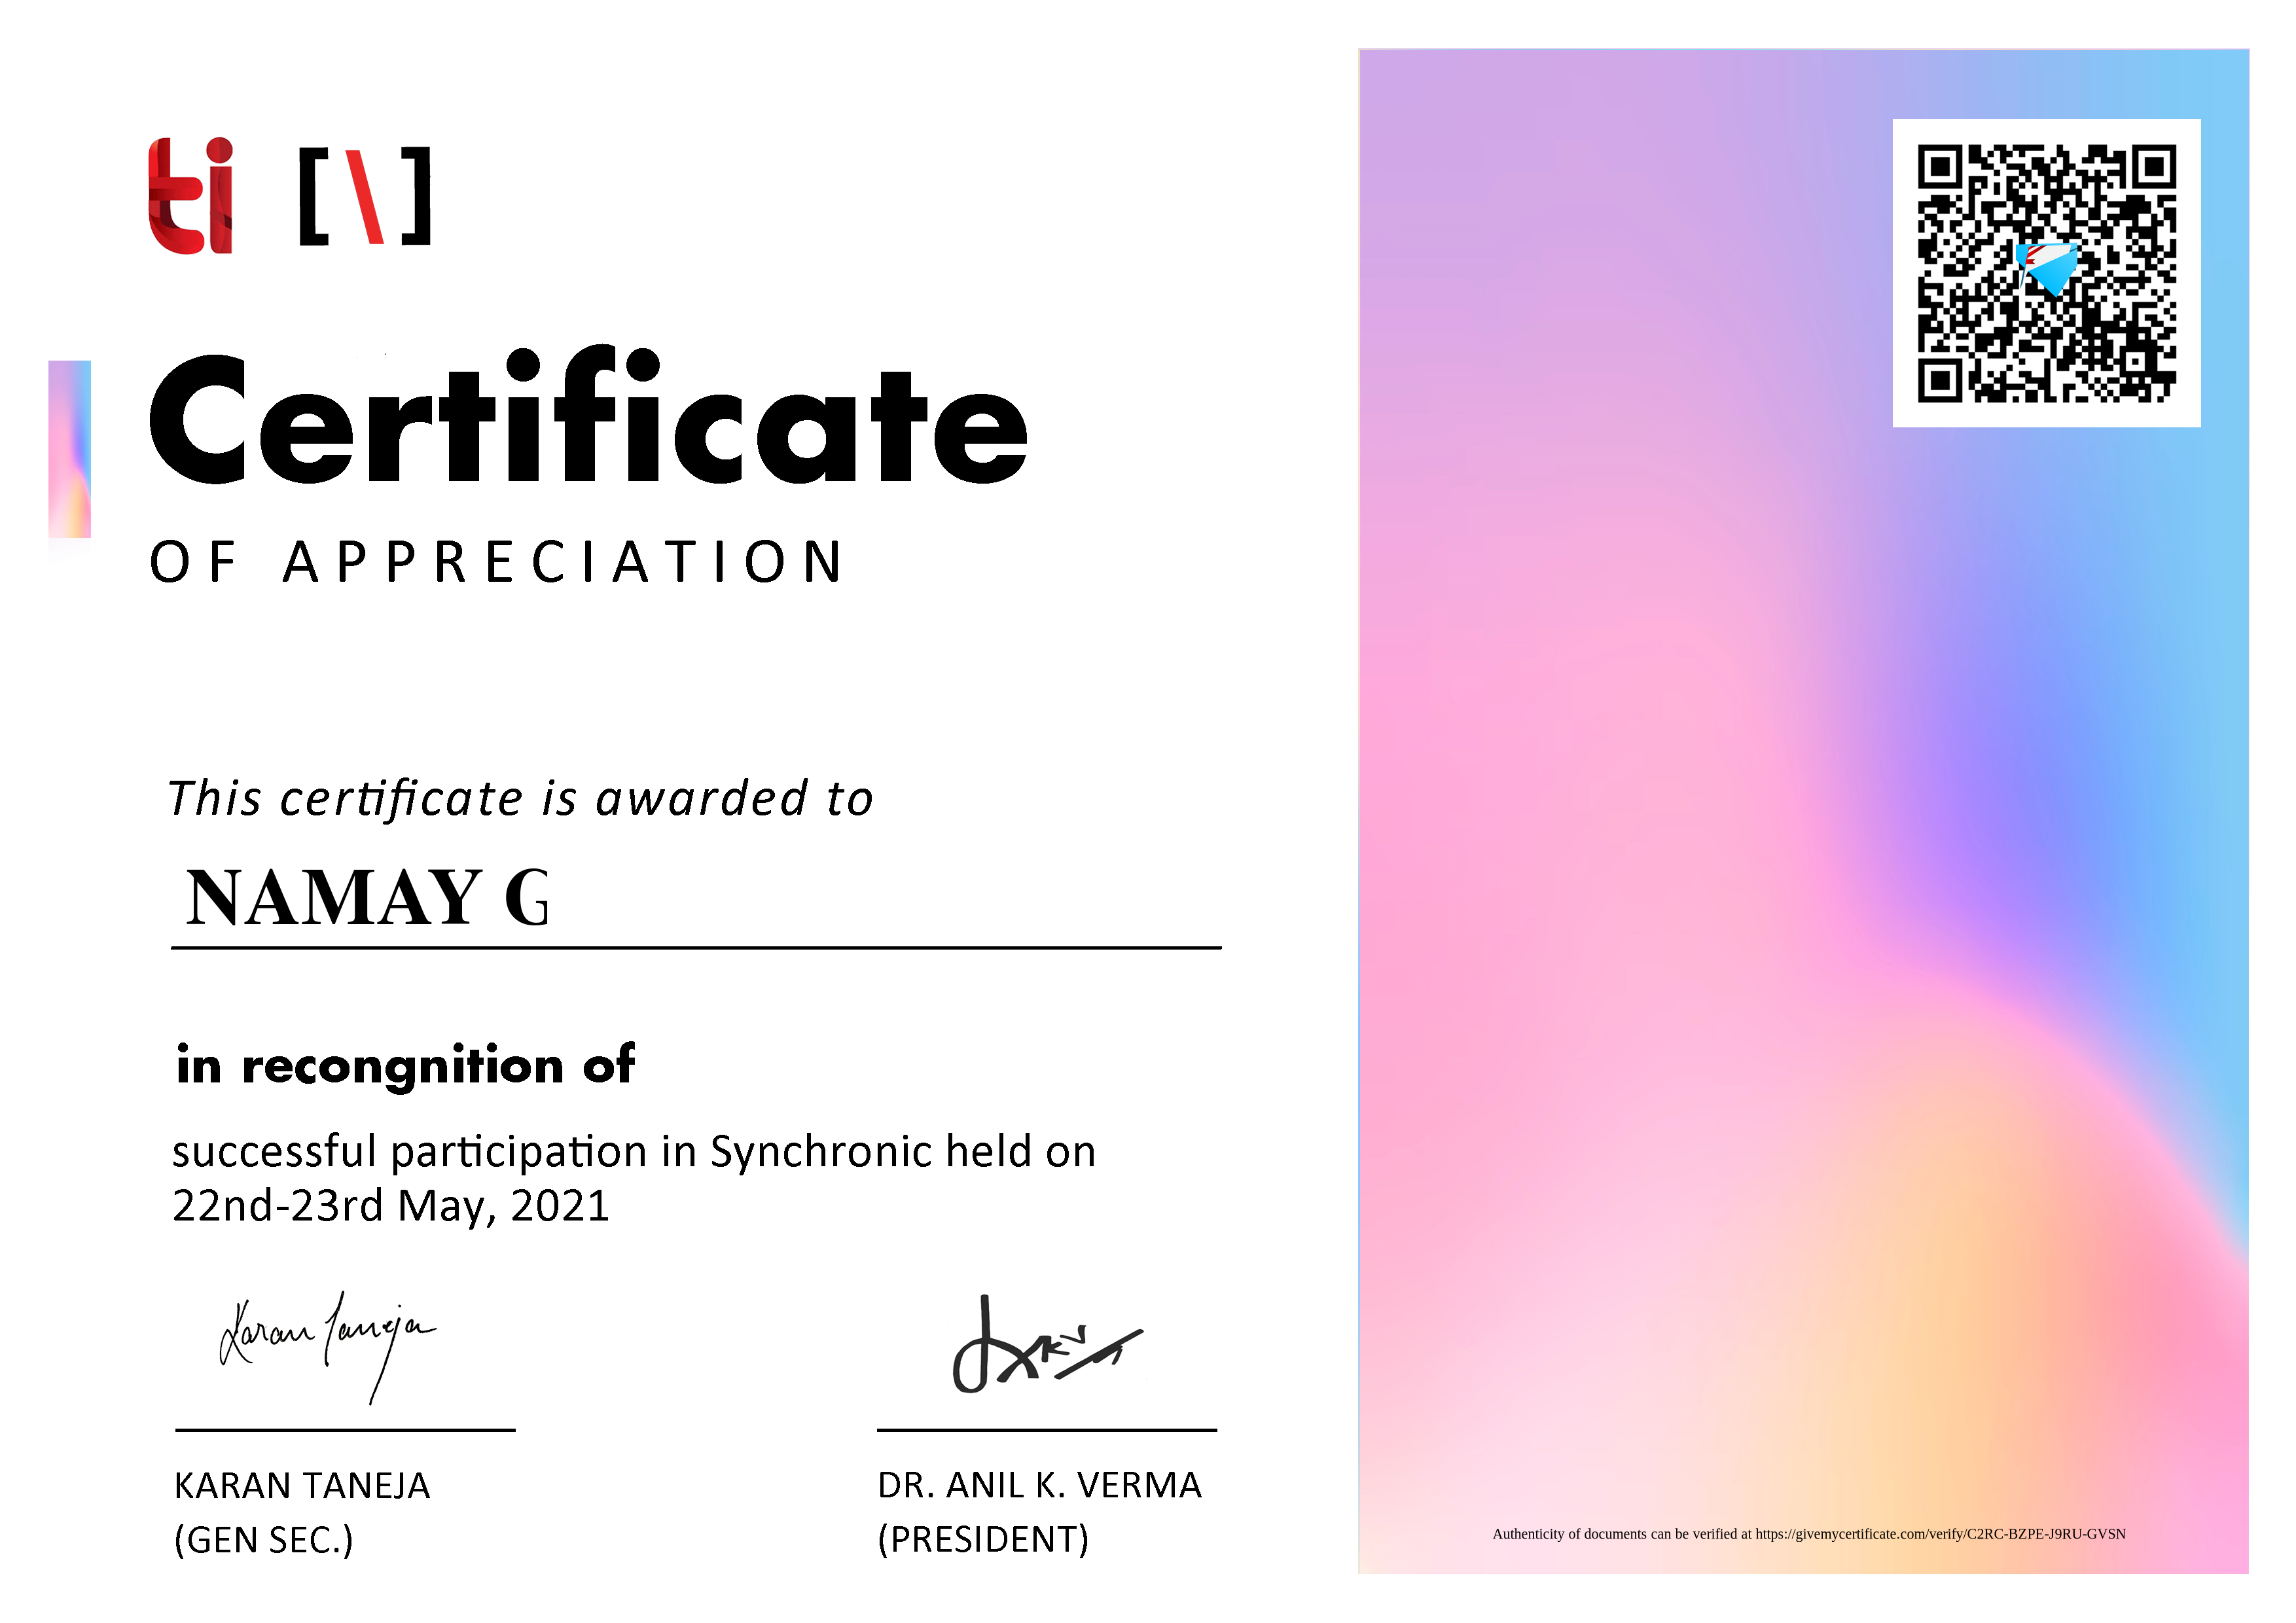 ti [\]
Certificate
OF APPRECIATION
This certificate is awarded to
NAMAY G
in recongnition of
successful participation in Synchronic held on
22nd-23rd May, 2021
Karan Taneja
KARAN TANEJA
(GEN SEC.)
DR. ANIL K. VERMA
(PRESIDENT)
Authenticity of documents can be verified at https://givemycertificate.com/verify/C2RC-BZPE-J9RU-GVSN